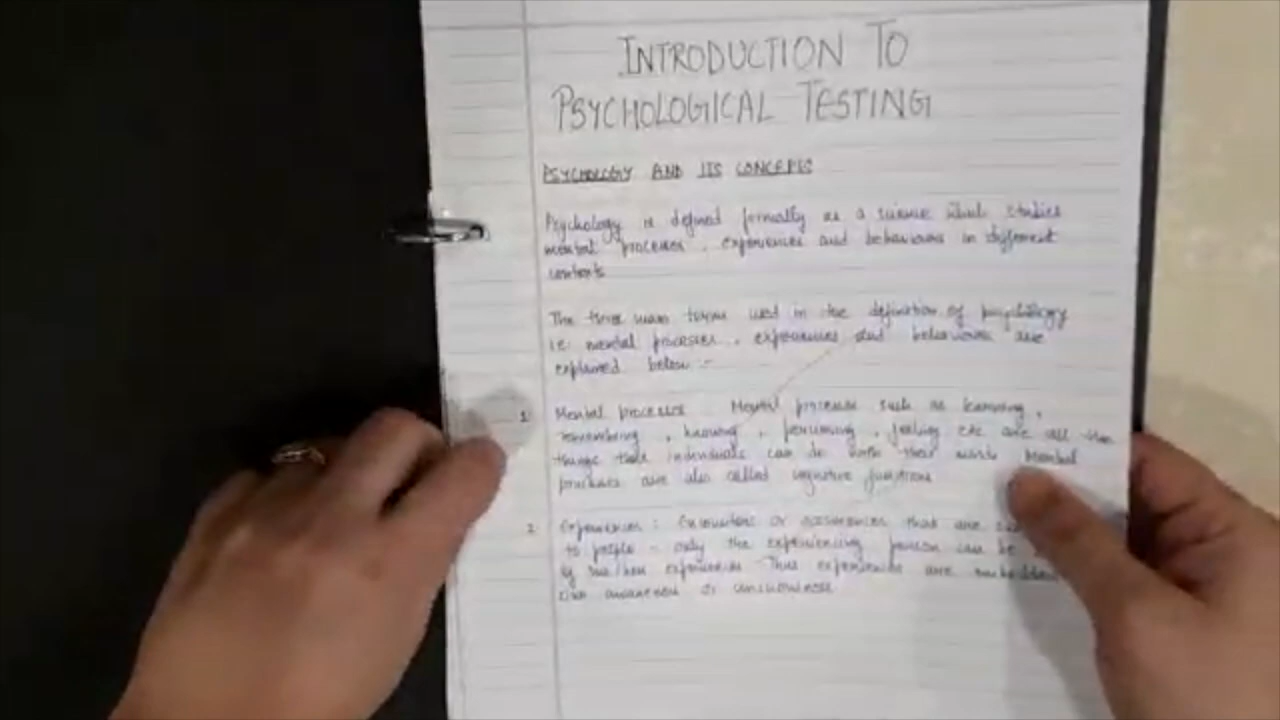 INTRODUCTION TO
PSYCHOLOGICAL TESTING
PSYCHOLOGY AND ITS CONCEPTS
Psychology is defined formally as a science which studies
mental processes, experiences and behaviours in different
contexts
The three main terms used in the definition of psychology
i.e. mental processes, experiences and behaviours are
explained below :-
1 Mental processes Mental processes such as learning,
remembering, knowing, perceiving, feeling etc are all the
things that individuals can do with their minds Mental
processes are also called cognitive functions
2 Experiences : Encounters or occurences that are
to people - only the experiencing person can be
of his/her experiences Thus experiences are embedded
awareness or consciousness